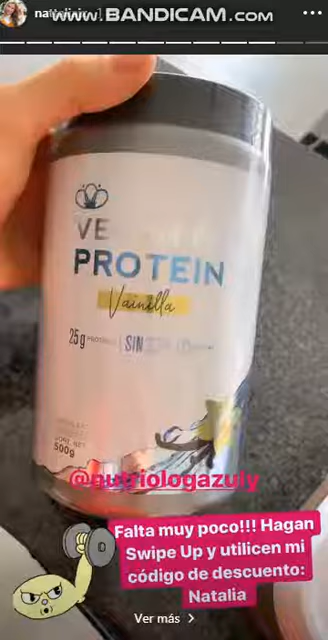 www.BANDICAM.com
PROTEIN
Vainilla
25g
SIN
500g
@nutriologazuly
Falta muy poco!!! Hagan
Swipe Up y utilicen mi
código de descuento:
Natalia
Ver más >